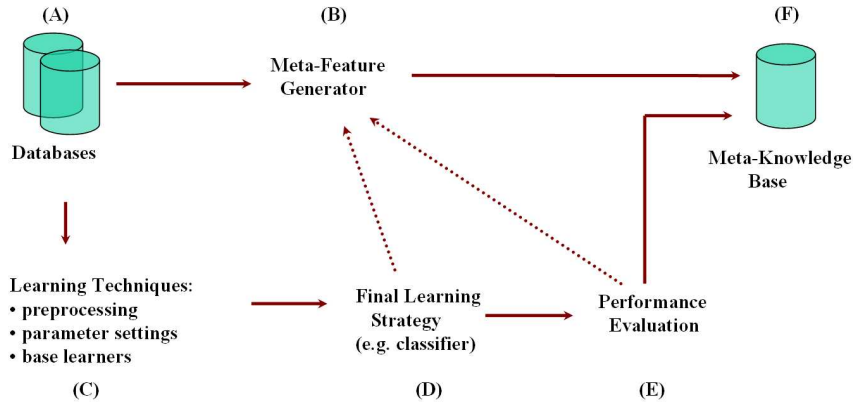 (A)
(B)
(F)
Meta-Feature
Generator
Databases
Meta-Knowledge
Base
Learning Techniques:
• preprocessing
• parameter settings
• base learners
Final Learning
Strategy
(e.g. classifier)
Performance
Evaluation
(C)
(D)
(E)